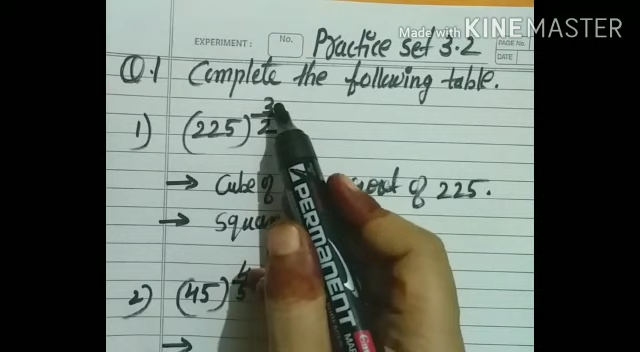 Made with KINEMASTER
EXPERIMENT : No. Practice set 3.2 PAGE No.
DATE
Q.1 Complete the following table.
1) (225)^3/2
→ Cube of root of 225.
→
2) (45)^4/5
→
PERMANENT